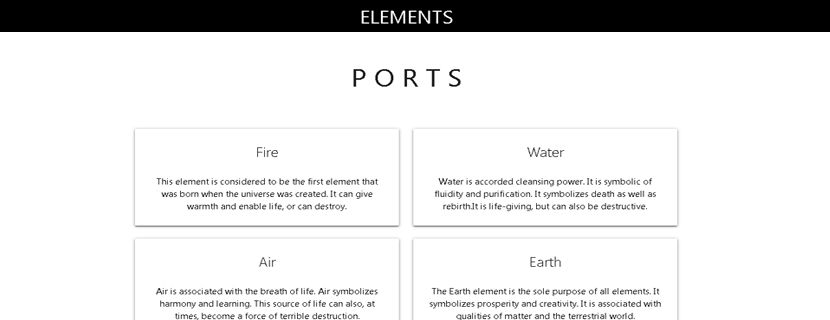 ELEMENTS
PORTS
Fire
This element is considered to be the first element that
was born when the universe was created. It can give
warmth and enable life, or can destroy.
Water
Water is accorded cleansing power. It is symbolic of
fluidity and purification. It symbolizes death as well as
rebirth.It is life-giving, but can also be destructive.
Air
Air is associated with the breath of life. Air symbolizes
harmony and learning. This source of life can also, at
times, become a force of terrible destruction.
Earth
The Earth element is the sole purpose of all elements. It
symbolizes prosperity and creativity. It is associated with
qualities of matter and the terrestrial world.